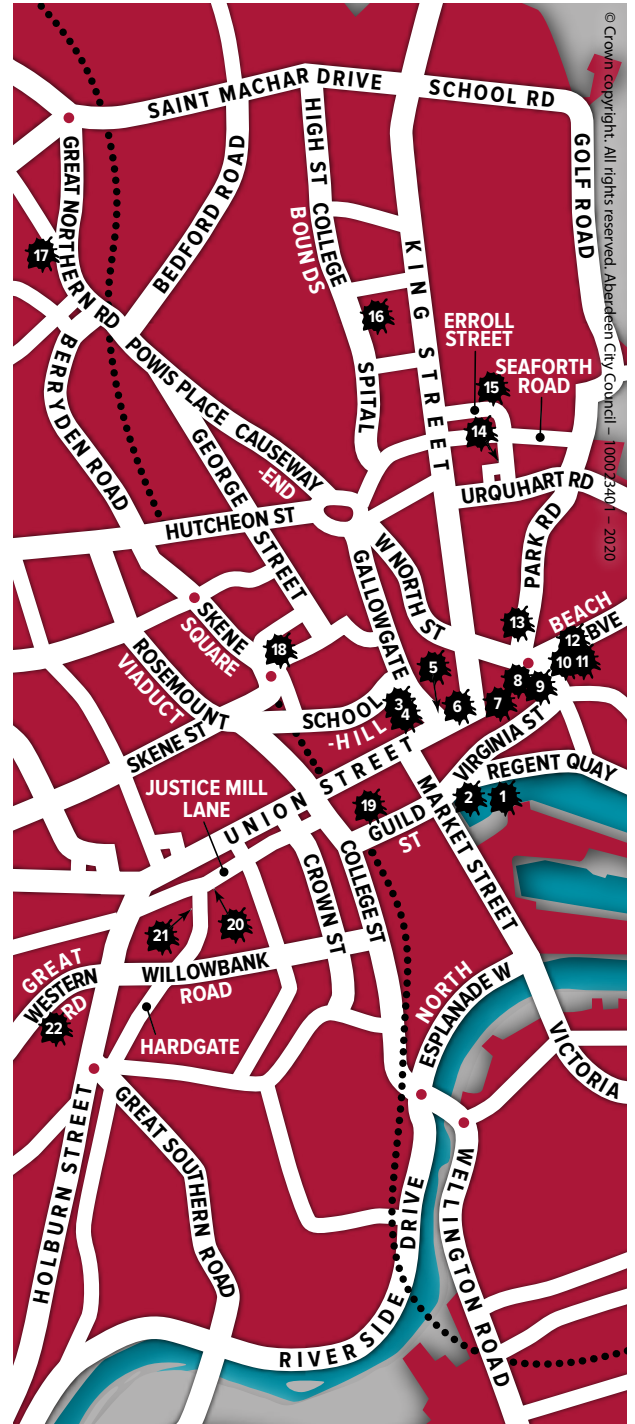 © Crown copyright. All rights reserved. Aberdeen City Council – 100023401 – 2020
SAINT MACHAR DRIVE
SCHOOL RD
GOLF ROAD
GREAT NORTHERN RD
BEDFORD ROAD
HIGH ST
COLLEGE
BOUNDS
KING STREET
17
16
ERROLL
STREET
SEAFORTH
ROAD
15
14
BERRYDEN ROAD
POWIS PLACE
CAUSEWAY
-END
SPITAL
GEORGE STREET
URQUHART RD
HUTCHEON ST
PARK RD
W NORTH ST
GALLOWGATE
SKENE
SQUARE
BEACH
BVE
13
12
10
11
18
5
8
9
7
6
3
4
ROSEMOUNT
VIADUCT
SCHOOL
-HILL
SKENE ST
VIRGINIA ST
REGENT QUAY
2
1
JUSTICE MILL
LANE
UNION STREET
19
GUILD
ST
MARKET STREET
CROWN ST
COLLEGE ST
21
20
GREAT
WESTERN
RD
WILLOWBANK
ROAD
22
HARDGATE
NORTH
ESPLANADE W
VICTORIA
HOLBURN STREET
GREAT SOUTHERN ROAD
RIVERSIDE DRIVE
WELLINGTON ROAD